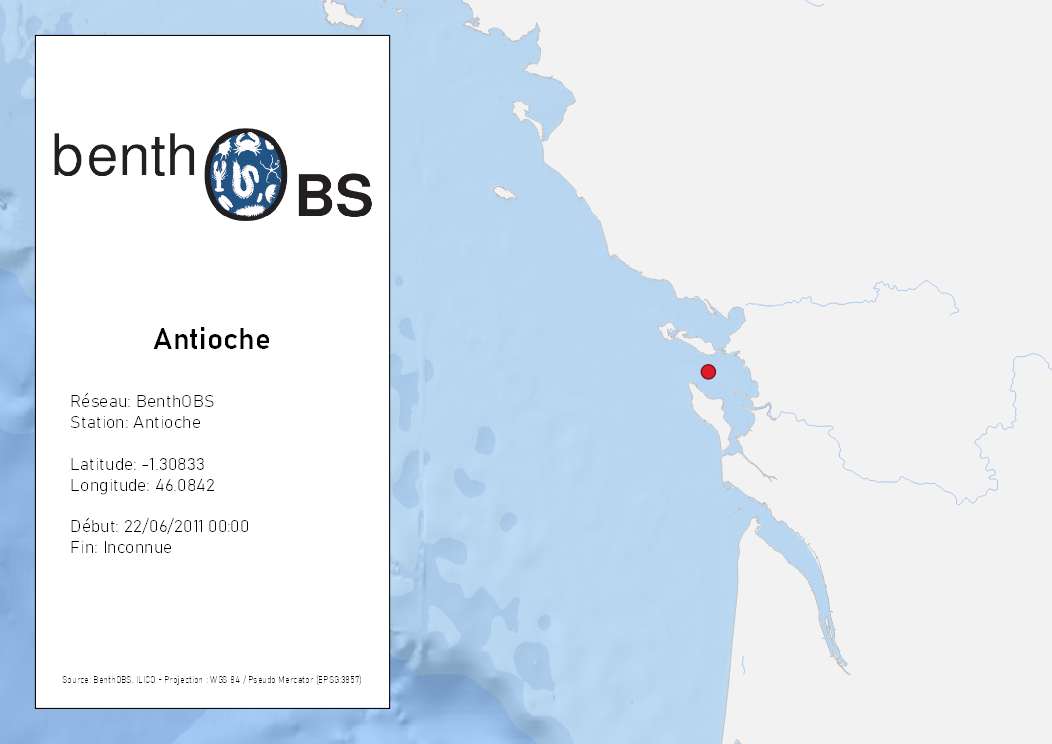 benthOBS
Antioche
Réseau: BenthOBS
Station: Antioche
Latitude: -1.30833
Longitude: 46.0842
Début: 22/06/2011 00:00
Fin: Inconnue
Source: BenthOBS, ILICO - Projection : WGS 84 / Pseudo Mercator (EPSG:3857)